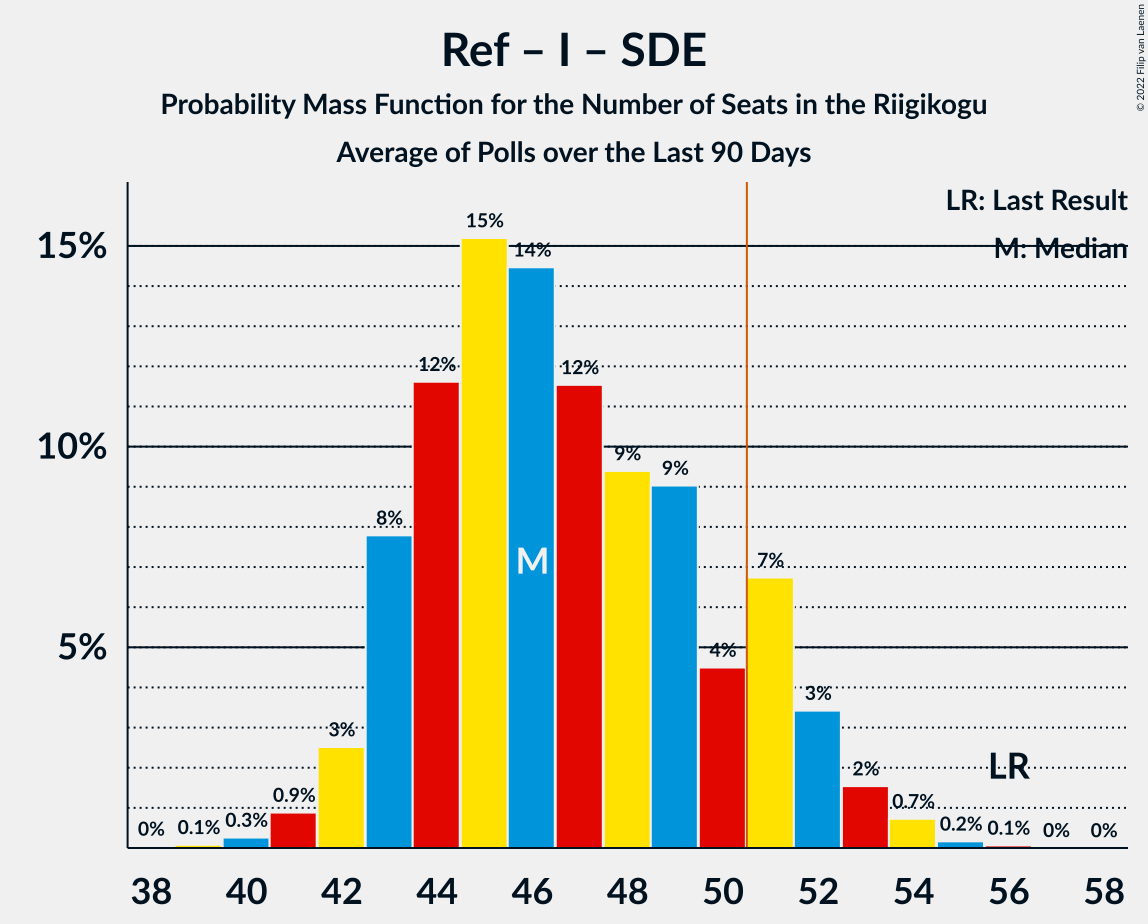 Ref – I – SDE
Probability Mass Function for the Number of Seats in the Riigikogu
Average of Polls over the Last 90 Days
© 2022 Filip van Laenen
LR: Last Result
M: Median
15%
10%
5%
0%
0.1%
0.3%
0.9%
3%
8%
12%
15%
14%
12%
9%
9%
4%
7%
3%
2%
0.7%
0.2%
0.1%
0%
0%
M
LR
38 40 42 44 46 48 50 52 54 56 58